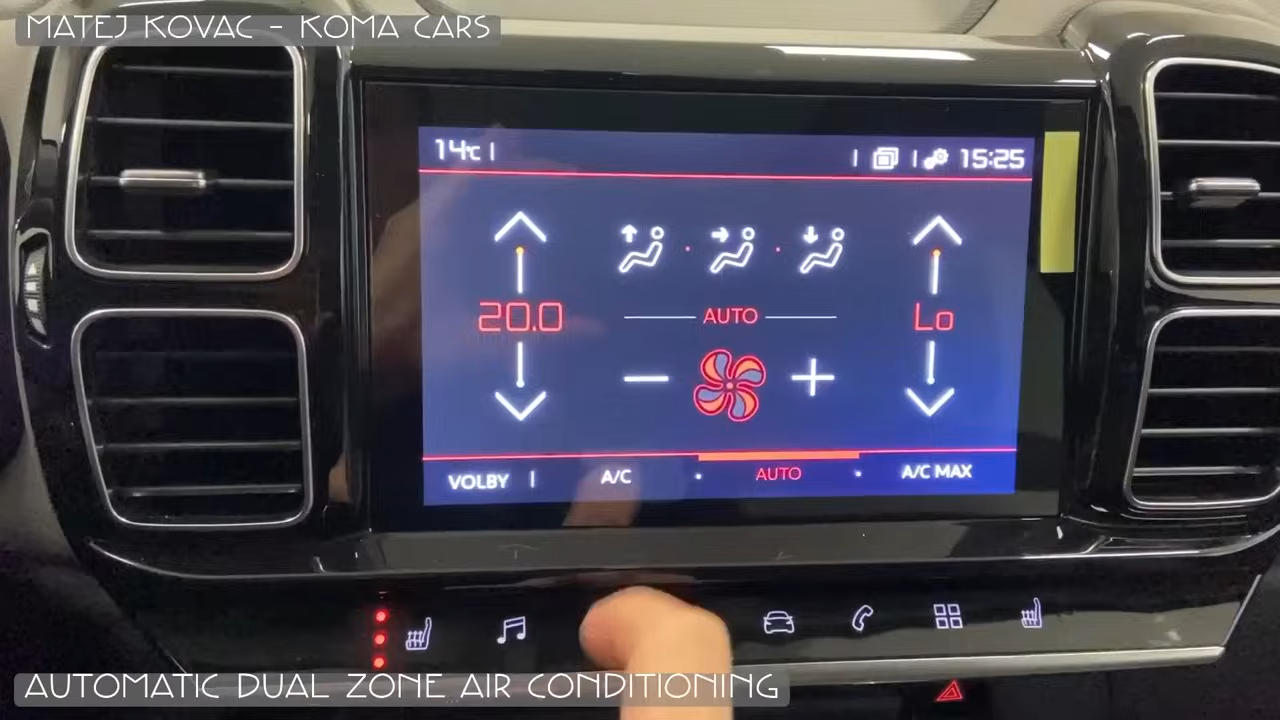 MATEJ KOVAC - KOMA CARS
14°C
15:25
20.0
AUTO
Lo
VOLBY
A/C
AUTO
A/C MAX
AUTOMATIC DUAL ZONE AIR CONDITIONING